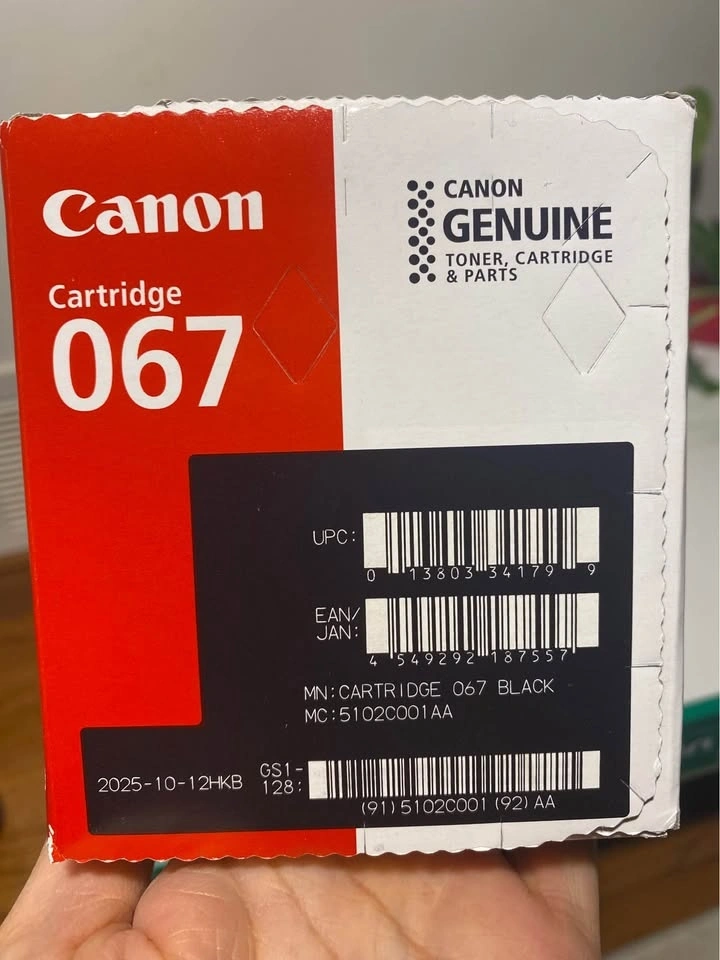 Canon
Cartridge
067
CANON
GENUINE
TONER, CARTRIDGE
& PARTS
UPC:
0 13803 34179 9
EAN/
JAN:
4 549292 187557
MN:CARTRIDGE 067 BLACK
MC:5102C001AA
2025-10-12HKB
GS1-
128:
(91)5102C001(92)AA